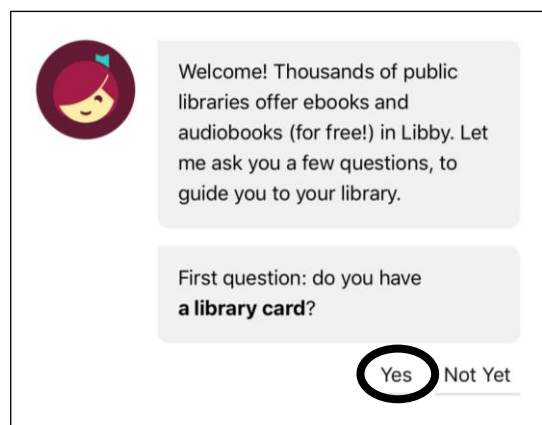 Welcome! Thousands of public
libraries offer ebooks and
audiobooks (for free!) in Libby. Let
me ask you a few questions, to
guide you to your library.
First question: do you have
a library card?
Yes Not Yet